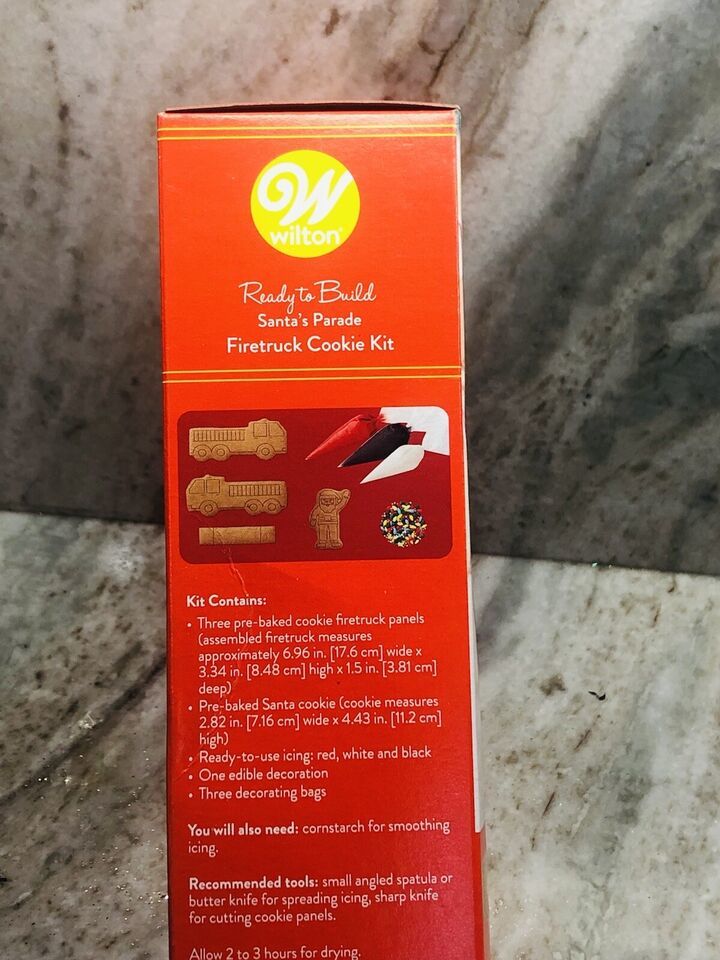 W
wilton
Ready to Build
Santa's Parade
Firetruck Cookie Kit
Kit Contains:
• Three pre-baked cookie firetruck panels
(assembled firetruck measures
approximately 6.96 in. [17.6 cm] wide x
3.34 in. [8.48 cm] high x 1.5 in. [3.81 cm]
deep)
• Pre-baked Santa cookie (cookie measures
2.82 in. [7.16 cm] wide x 4.43 in. [11.2 cm]
high)
• Ready-to-use icing: red, white and black
• One edible decoration
• Three decorating bags
You will also need: cornstarch for smoothing
icing.
Recommended tools: small angled spatula or
butter knife for spreading icing, sharp knife
for cutting cookie panels.
Allow 2 to 3 hours for drying.